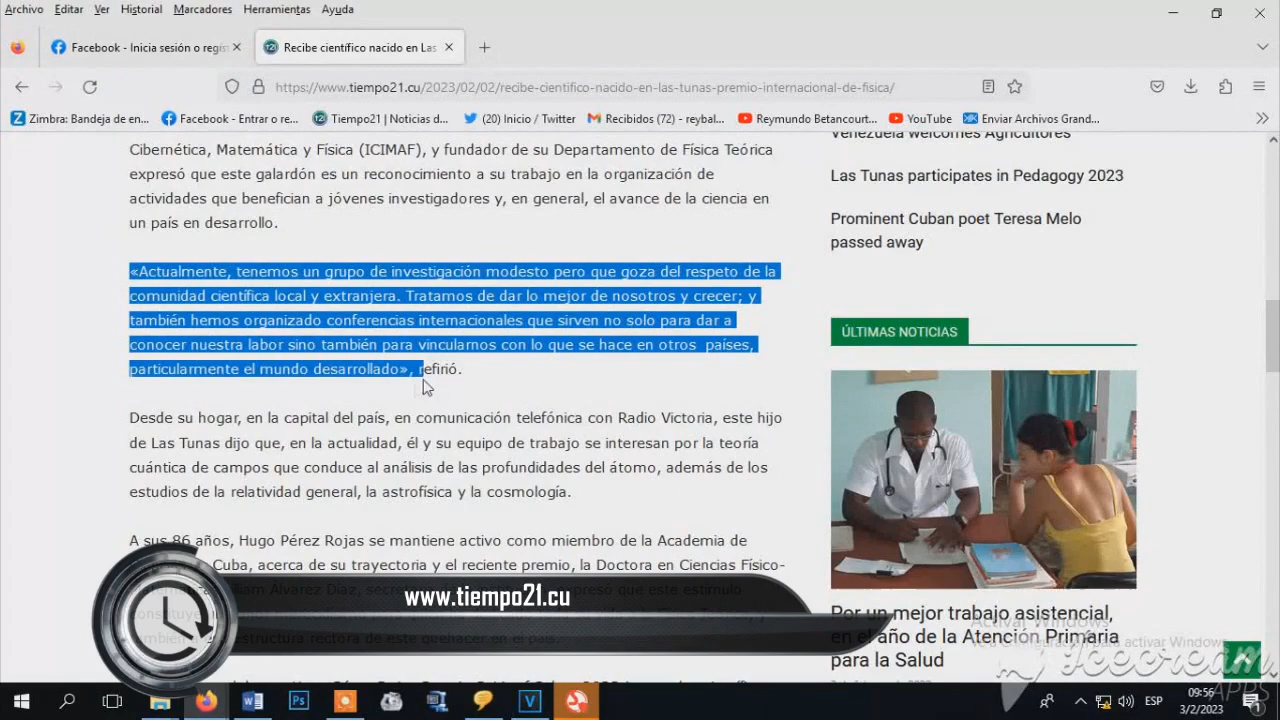 Archivo Editar Ver Historial Marcadores Herramientas Ayuda
Facebook - Inicia sesión o regis
Recibe científico nacido en Las
https://www.tiempo21.cu/2023/02/02/recibe-cientifico-nacido-en-las-tunas-premio-internacional-de-fisica/
Zimbra: Bandeja de en...
Facebook - Entrar o re...
Tiempo21 | Noticias d...
(20) Inicio / Twitter
Recibidos (72) - reybal...
Reymundo Betancourt...
YouTube
Enviar Archivos Grand...
Cibernética, Matemática y Física (ICIMAF), y fundador de su Departamento de Física Teórica
expresó que este galardón es un reconocimiento a su trabajo en la organización de
actividades que benefician a jóvenes investigadores y, en general, el avance de la ciencia en
un país en desarrollo.
«Actualmente, tenemos un grupo de investigación modesto pero que goza del respeto de la
comunidad científica local y extranjera. Tratamos de dar lo mejor de nosotros y crecer; y
también hemos organizado conferencias internacionales que sirven no solo para dar a
conocer nuestra labor sino también para vincularnos con lo que se hace en otros países,
particularmente el mundo desarrollado», refirió.
Desde su hogar, en la capital del país, en comunicación telefónica con Radio Victoria, este hijo
de Las Tunas dijo que, en la actualidad, él y su equipo de trabajo se interesan por la teoría
cuántica de campos que conduce al análisis de las profundidades del átomo, además de los
estudios de la relatividad general, la astrofísica y la cosmología.
A sus 86 años, Hugo Pérez Rojas se mantiene activo como miembro de la Academia de
Cuba, acerca de su trayectoria y el reciente premio, la Doctora en Ciencias Físico-
www.tiempo21.cu
Venezuela welcomes Agricultores
Las Tunas participates in Pedagogy 2023
Prominent Cuban poet Teresa Melo
passed away
ÚLTIMAS NOTICIAS
Por un mejor trabajo asistencial,
en el año de la Atención Primaria
para la Salud
Activar Windows
Icecream
APPS
ESP
09:56
3/2/2023